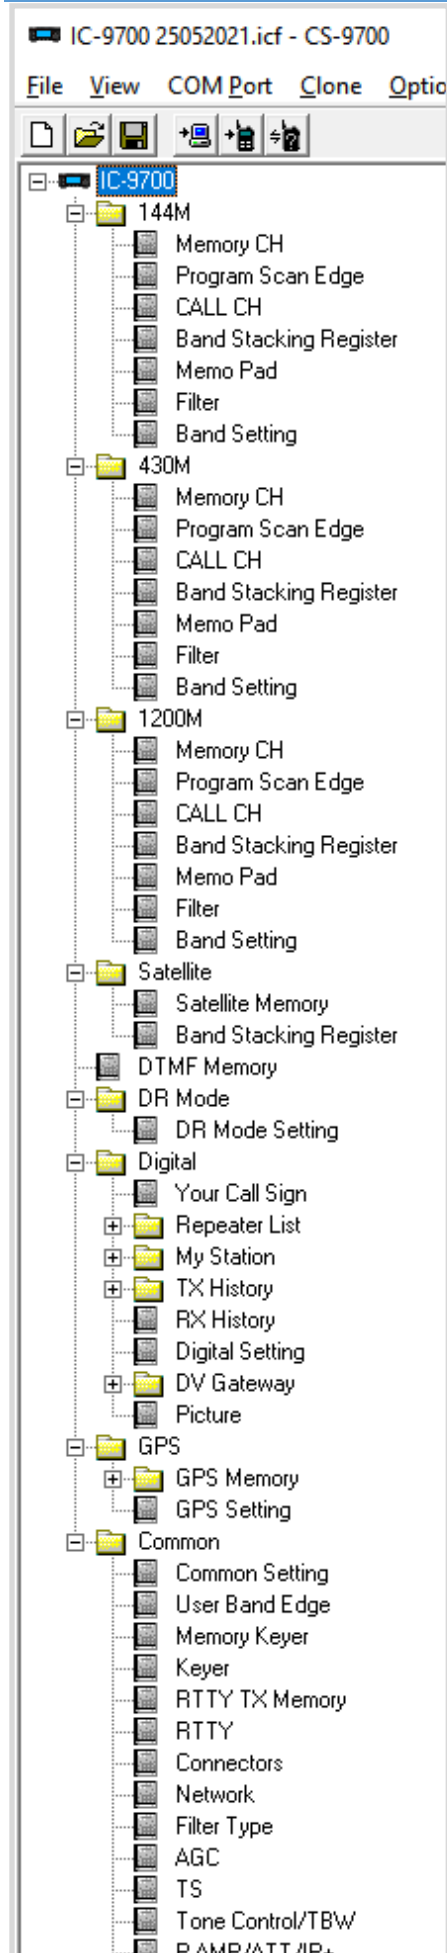 IC-9700 25052021.icf - CS-9700
File View COM Port Clone Optio
IC-9700
144M
Memory CH
Program Scan Edge
CALL CH
Band Stacking Register
Memo Pad
Filter
Band Setting
430M
Memory CH
Program Scan Edge
CALL CH
Band Stacking Register
Memo Pad
Filter
Band Setting
1200M
Memory CH
Program Scan Edge
CALL CH
Band Stacking Register
Memo Pad
Filter
Band Setting
Satellite
Satellite Memory
Band Stacking Register
DTMF Memory
DR Mode
DR Mode Setting
Digital
Your Call Sign
Repeater List
My Station
TX History
RX History
Digital Setting
DV Gateway
Picture
GPS
GPS Memory
GPS Setting
Common
Common Setting
User Band Edge
Memory Keyer
Keyer
RTTY TX Memory
RTTY
Connectors
Network
Filter Type
AGC
TS
Tone Control/TBW